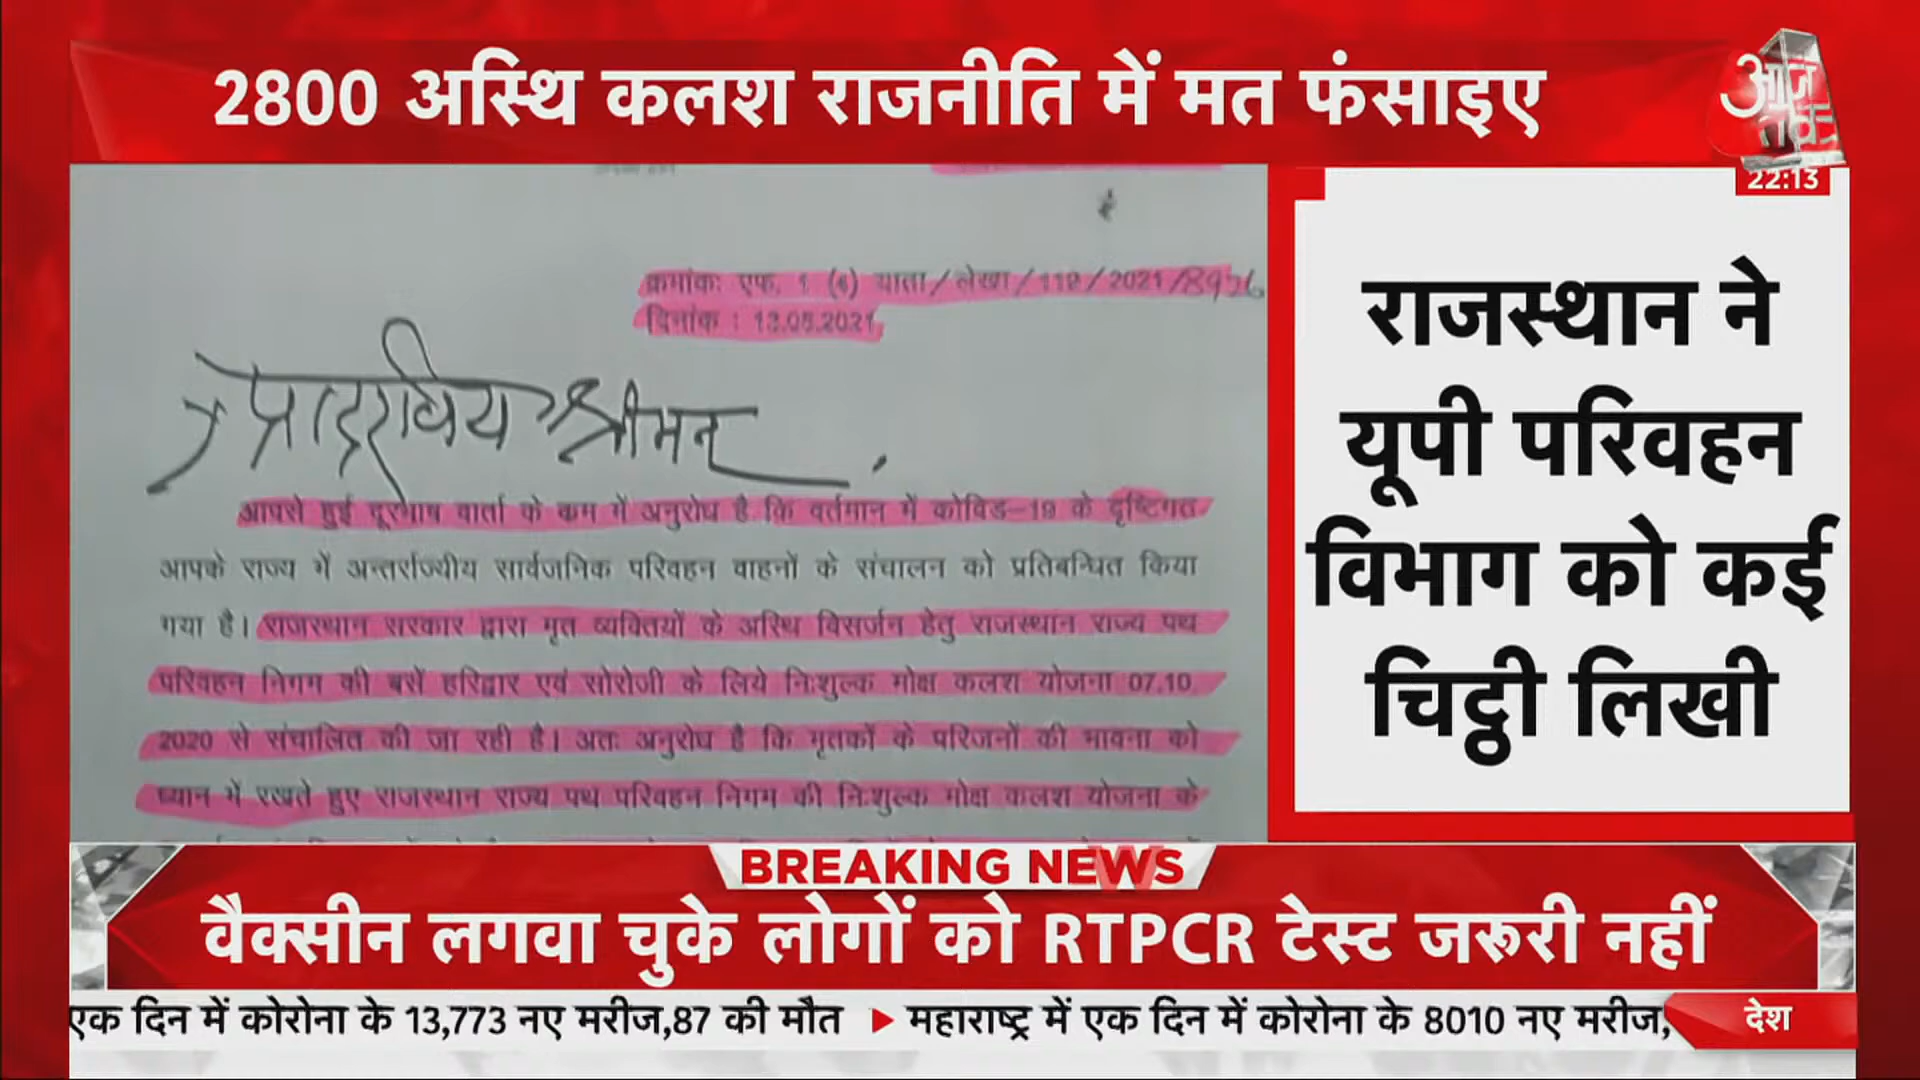 2800 अस्थि कलश राजनीति में मत फंसाइए
आज तक
22:13
क्रमांकः एफ. 1 (6) याता/लेखा/119/2021/8926
दिनांक : 13.05.2021
श्रीमन
आपसे हुई दूरभाष वार्ता के क्रम में अनुरोध है कि वर्तमान में कोविड-19 के दृष्टिगत
आपके राज्य में अन्तर्राज्यीय सार्वजनिक परिवहन वाहनों के संचालन को प्रतिबन्धित किया
गया है। राजस्थान सरकार द्वारा मृत व्यक्तियों के अस्थि विसर्जन हेतु राजस्थान राज्य पथ
परिवहन निगम की बसें हरिद्वार एवं सोरोजी के लिये निःशुल्क मोक्ष कलश योजना 07.10.
2020 से संचालित की जा रही है। अतः अनुरोध है कि मृतकों के परिजनों की भावना को
ध्यान में रखते हुए राजस्थान राज्य पथ परिवहन निगम की निःशुल्क मोक्ष कलश योजना के
राजस्थान ने
यूपी परिवहन
विभाग को कई
चिट्ठी लिखी
BREAKING NEWS
वैक्सीन लगवा चुके लोगों को RTPCR टेस्ट जरूरी नहीं
एक दिन में कोरोना के 13,773 नए मरीज,87 की मौत ▶ महाराष्ट्र में एक दिन में कोरोना के 8010 नए मरीज,
देश